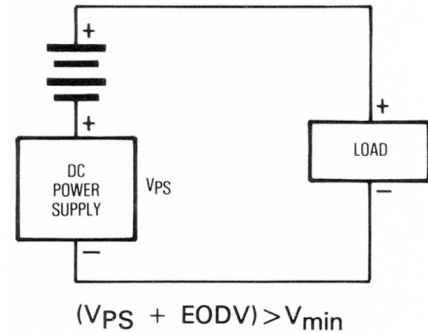 +
+
DC
POWER
SUPPLY
VPS
−
+
LOAD
−
(VPS + EODV) > Vmin